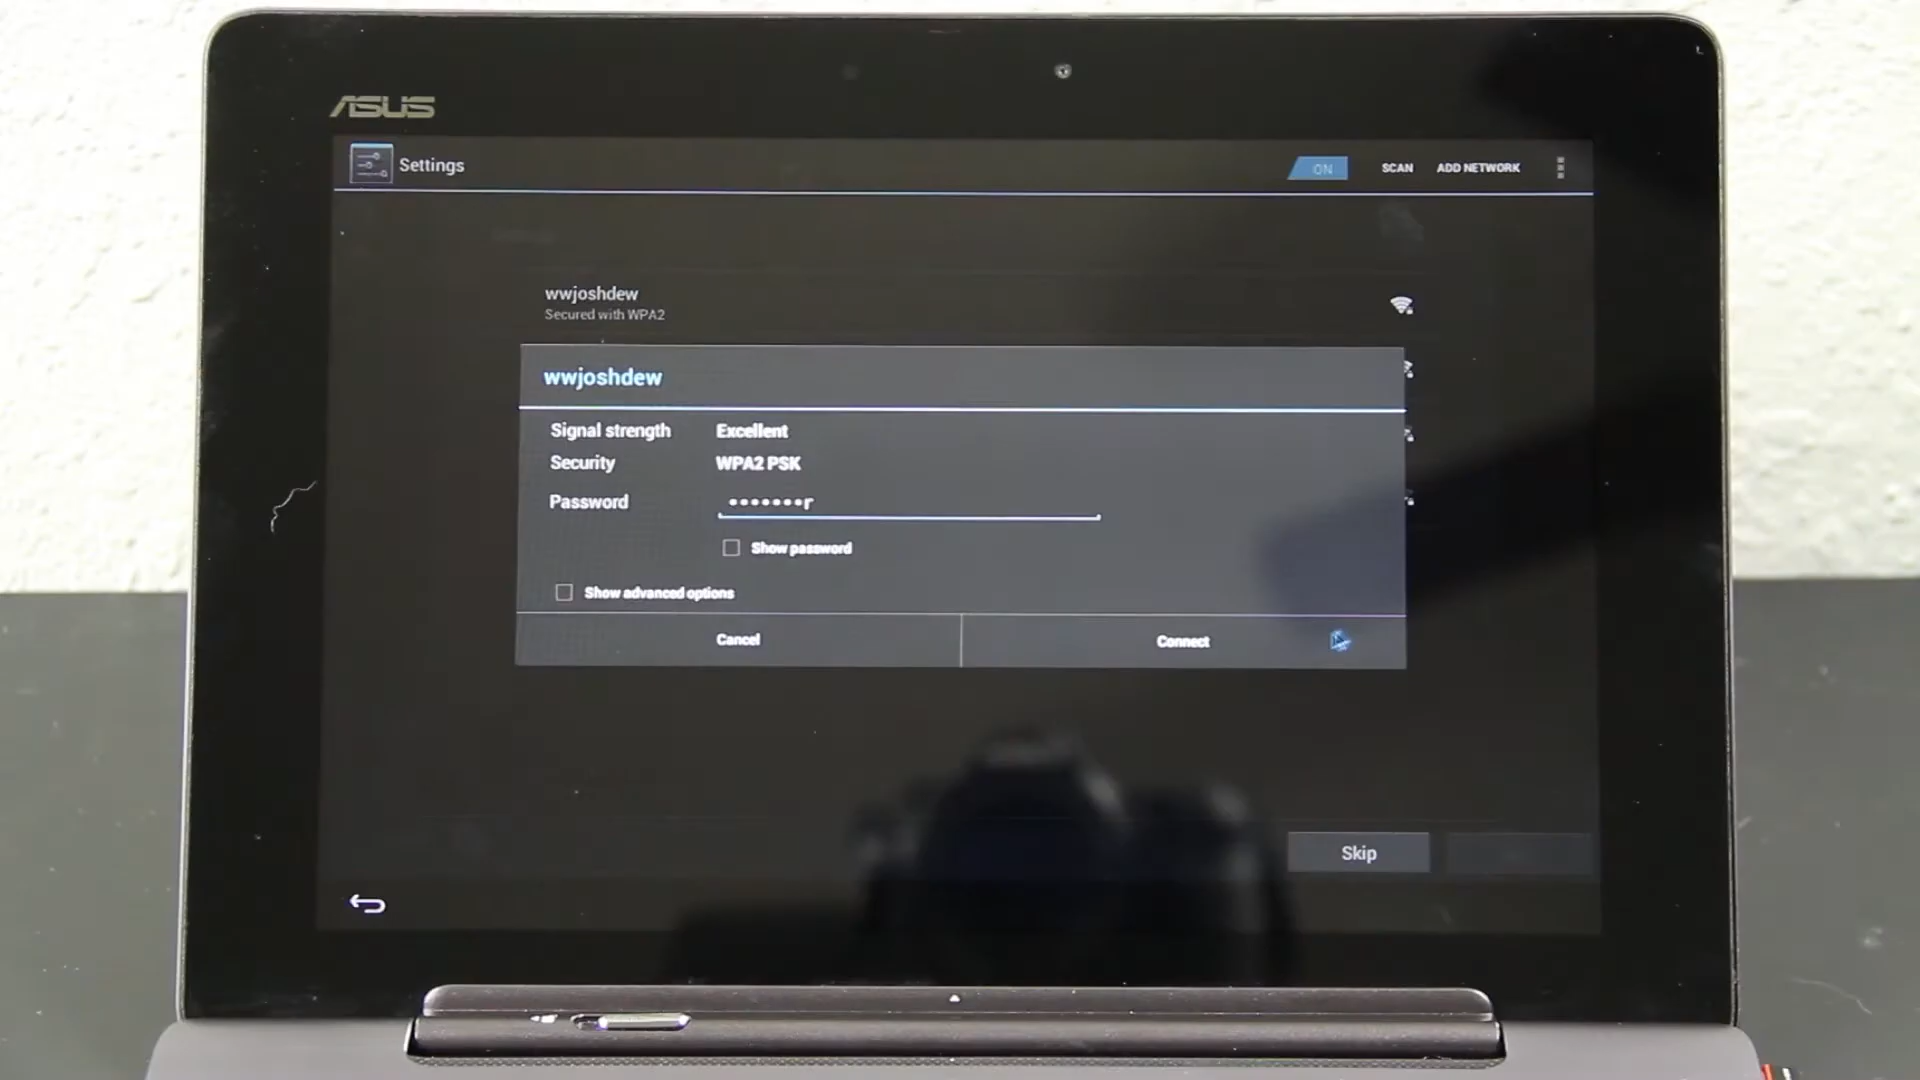 ASUS
Settings
ON
SCAN
ADD NETWORK
wwjoshdew
Secured with WPA2
wwjoshdew
Signal strength Excellent
Security WPA2 PSK
Password •••••••r
Show password
Show advanced options
Cancel
Connect
Skip